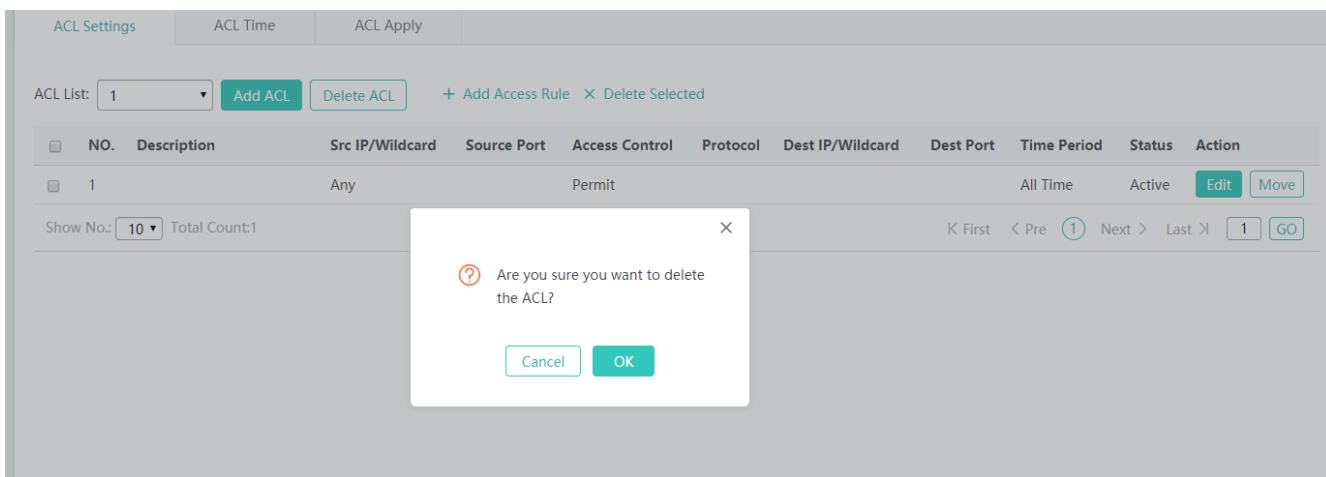 ACL Settings ACL Time ACL Apply
ACL List: 1 Add ACL Delete ACL + Add Access Rule × Delete Selected
NO. Description Src IP/Wildcard Source Port Access Control Protocol Dest IP/Wildcard Dest Port Time Period Status Action
1 Any Permit All Time Active Edit Move
Show No.: 10 Total Count:1 First < Pre 1 Next > Last 1 GO
Are you sure you want to delete
the ACL?
Cancel OK